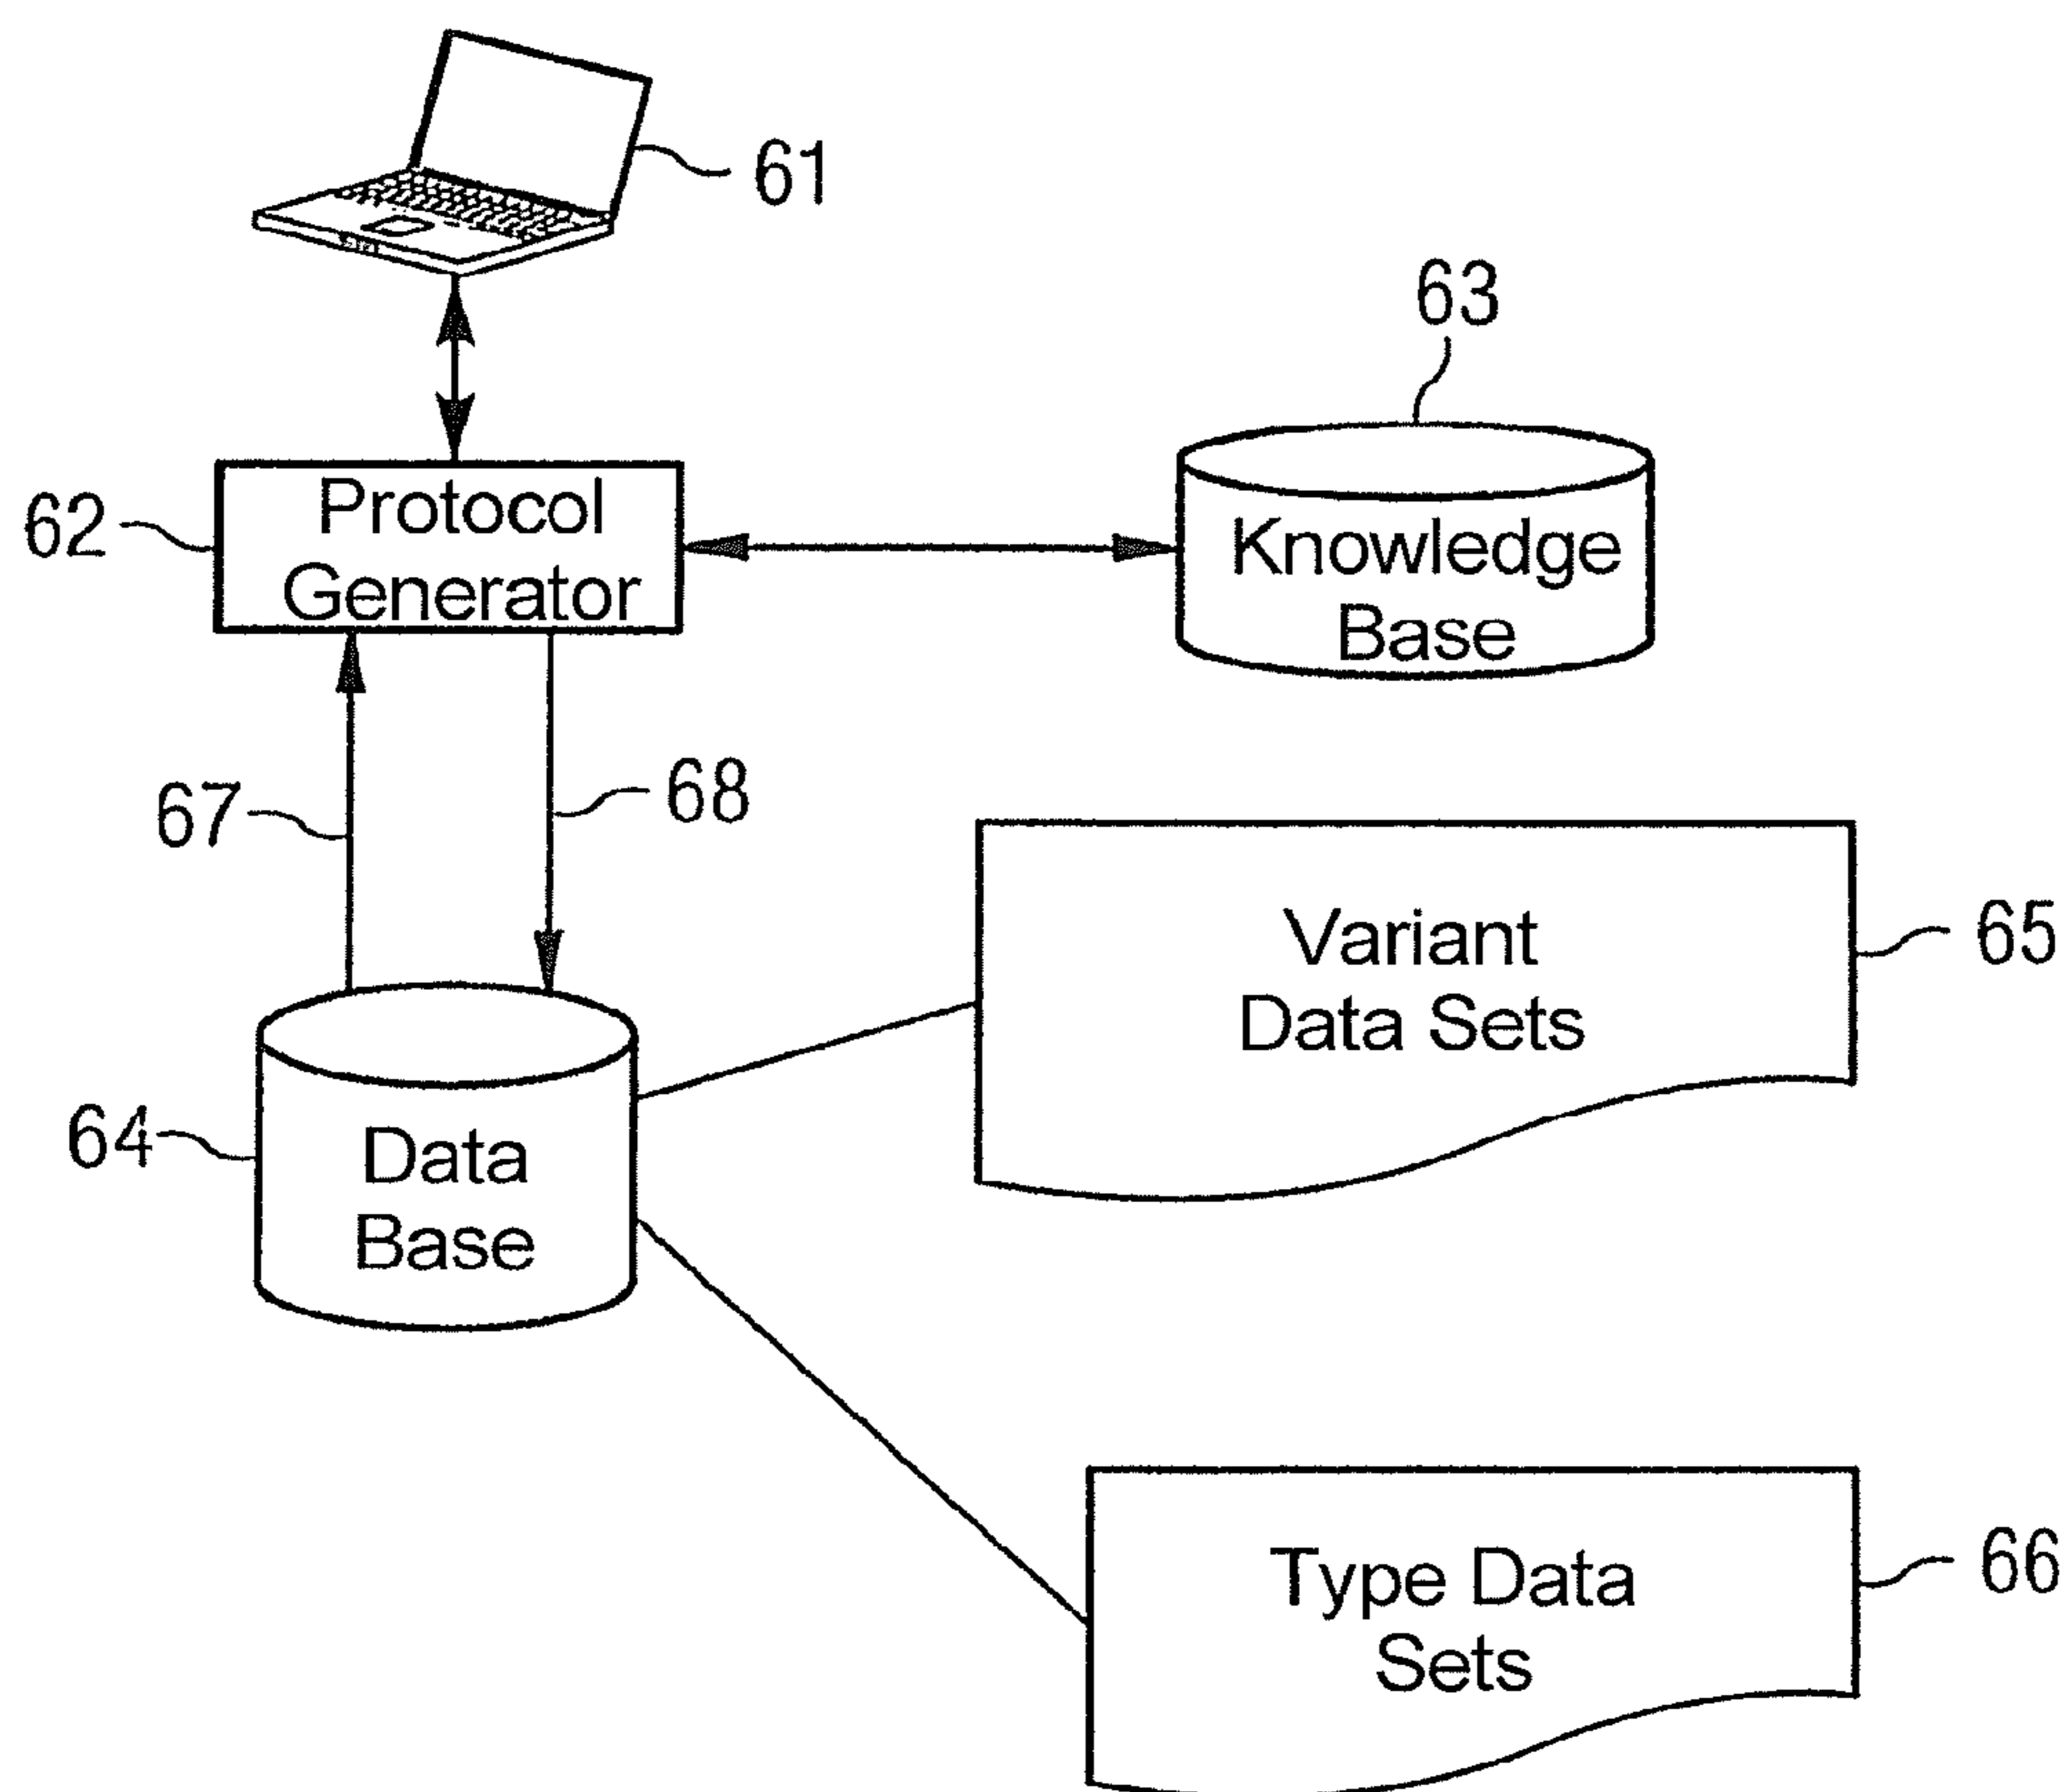 61
63
62
Protocol
Generator
Knowledge
Base
67
68
Variant
Data Sets
65
64
Data
Base
Type Data
Sets
66